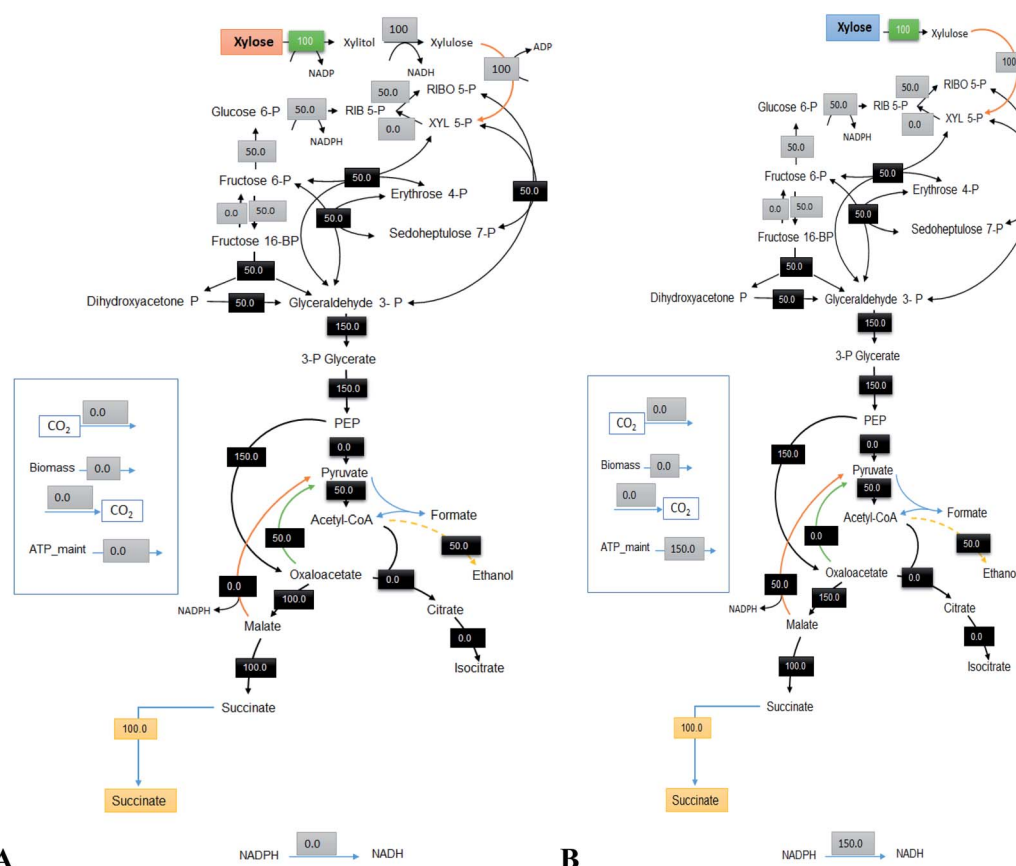 Xylose 100 Xylitol 100 Xylulose
NADP NADH 100 ADP
Glucose 6-P 50.0 RIB 5-P 50.0 RIBO 5-P
NADPH 0.0 XYL 5-P
50.0
Fructose 6-P 50.0 Erythrose 4-P 50.0
0.0 50.0 50.0 Sedoheptulose 7-P
Fructose 16-BP
50.0
Dihydroxyacetone P 50.0 Glyceraldehyde 3- P
150.0
3-P Glycerate
150.0
PEP
150.0 0.0
Pyruvate
50.0
Acetyl-CoA Formate
50.0 50.0
Ethanol
Oxaloacetate 0.0
0.0 100.0 Citrate
NADPH
Malate 0.0
100.0 Isocitrate
Succinate
100.0
Succinate
CO2 0.0
Biomass 0.0
0.0 CO2
ATP_maint 0.0
A
NADPH 0.0 NADH
Xylose 100 Xylulose
100
Glucose 6-P 50.0 RIB 5-P 50.0 RIBO 5-P
NADPH 0.0 XYL 5-P
50.0
Fructose 6-P 50.0 Erythrose 4-P
0.0 50.0 50.0 Sedoheptulose 7-P
Fructose 16-BP
50.0
Dihydroxyacetone P 50.0 Glyceraldehyde 3- P
150.0
3-P Glycerate
150.0
PEP
150.0 0.0
Pyruvate
50.0
Acetyl-CoA Formate
0.0 50.0
Ethanol
Oxaloacetate 0.0
50.0 150.0 Citrate
NADPH
Malate 0.0
100.0 Isocitrate
Succinate
100.0
Succinate
CO2 0.0
Biomass 0.0
0.0 CO2
ATP_maint 150.0
B
NADPH 150.0 NADH